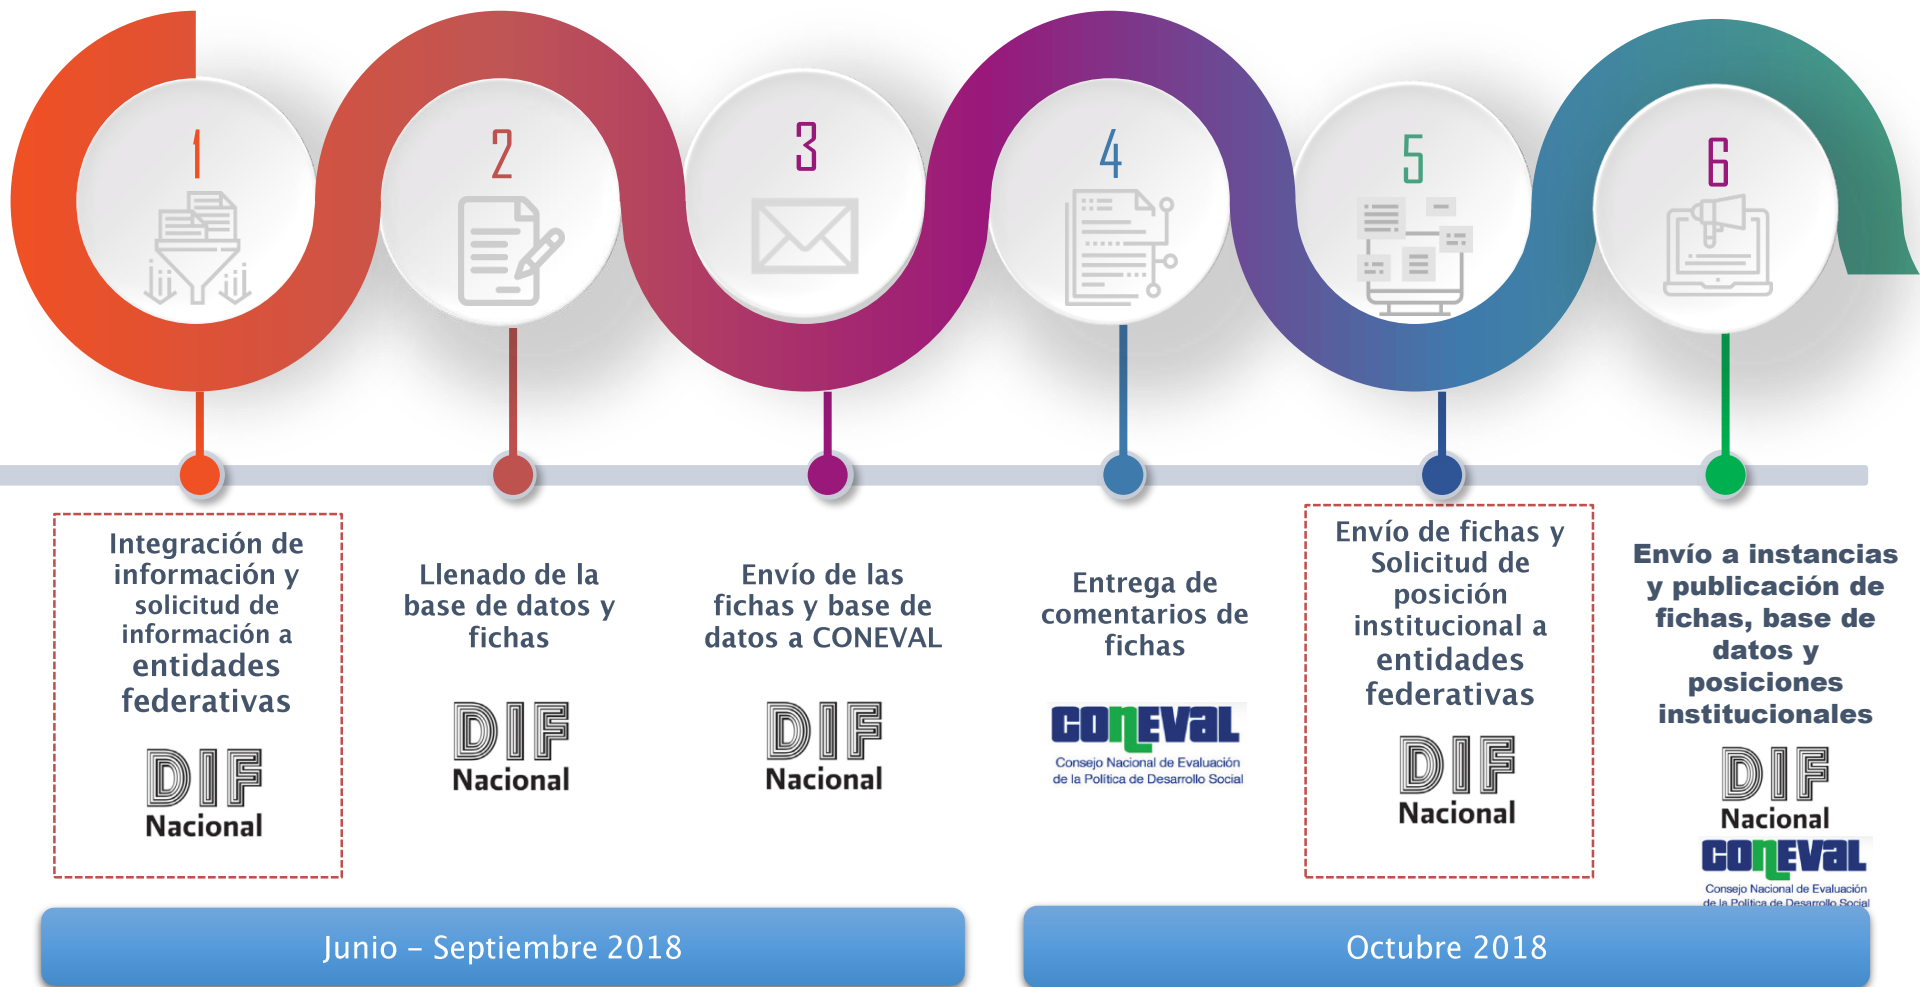 1
2
3
4
5
6
Integración de
información y
solicitud de
información a
entidades
federativas
DIF
Nacional
Llenado de la
base de datos y
fichas
DIF
Nacional
Envío de las
fichas y base de
datos a CONEVAL
DIF
Nacional
Entrega de
comentarios de
fichas
CONEVaL
Consejo Nacional de Evaluación
de la Política de Desarrollo Social
Envío de fichas y
Solicitud de
posición
institucional a
entidades
federativas
DIF
Nacional
Envío a instancias
y publicación de
fichas, base de
datos y
posiciones
institucionales
DIF
Nacional
CONEVaL
Consejo Nacional de Evaluación
de la Política de Desarrollo Social
Junio – Septiembre 2018
Octubre 2018